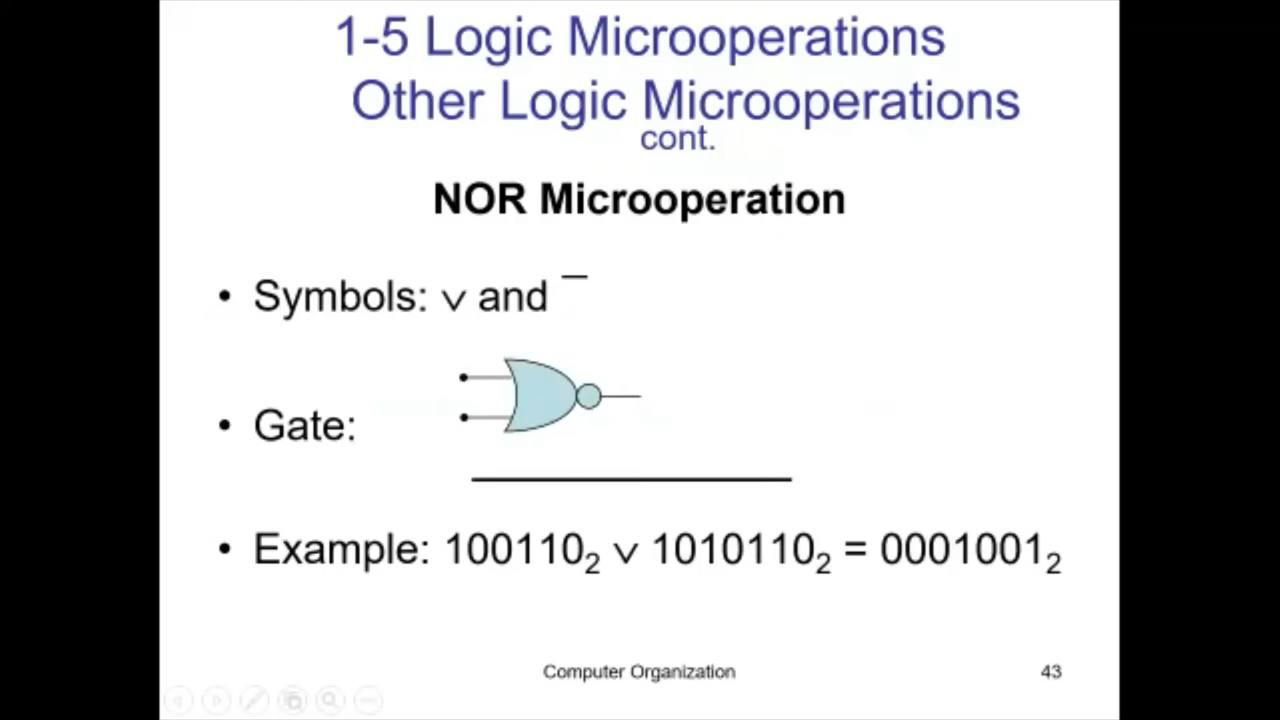 1-5 Logic Microoperations
Other Logic Microoperations
cont.
NOR Microoperation
• Symbols: ∨ and ‾
• Gate:
• Example: 100110₂ ∨ 1010110₂ = 0001001₂
Computer Organization 43